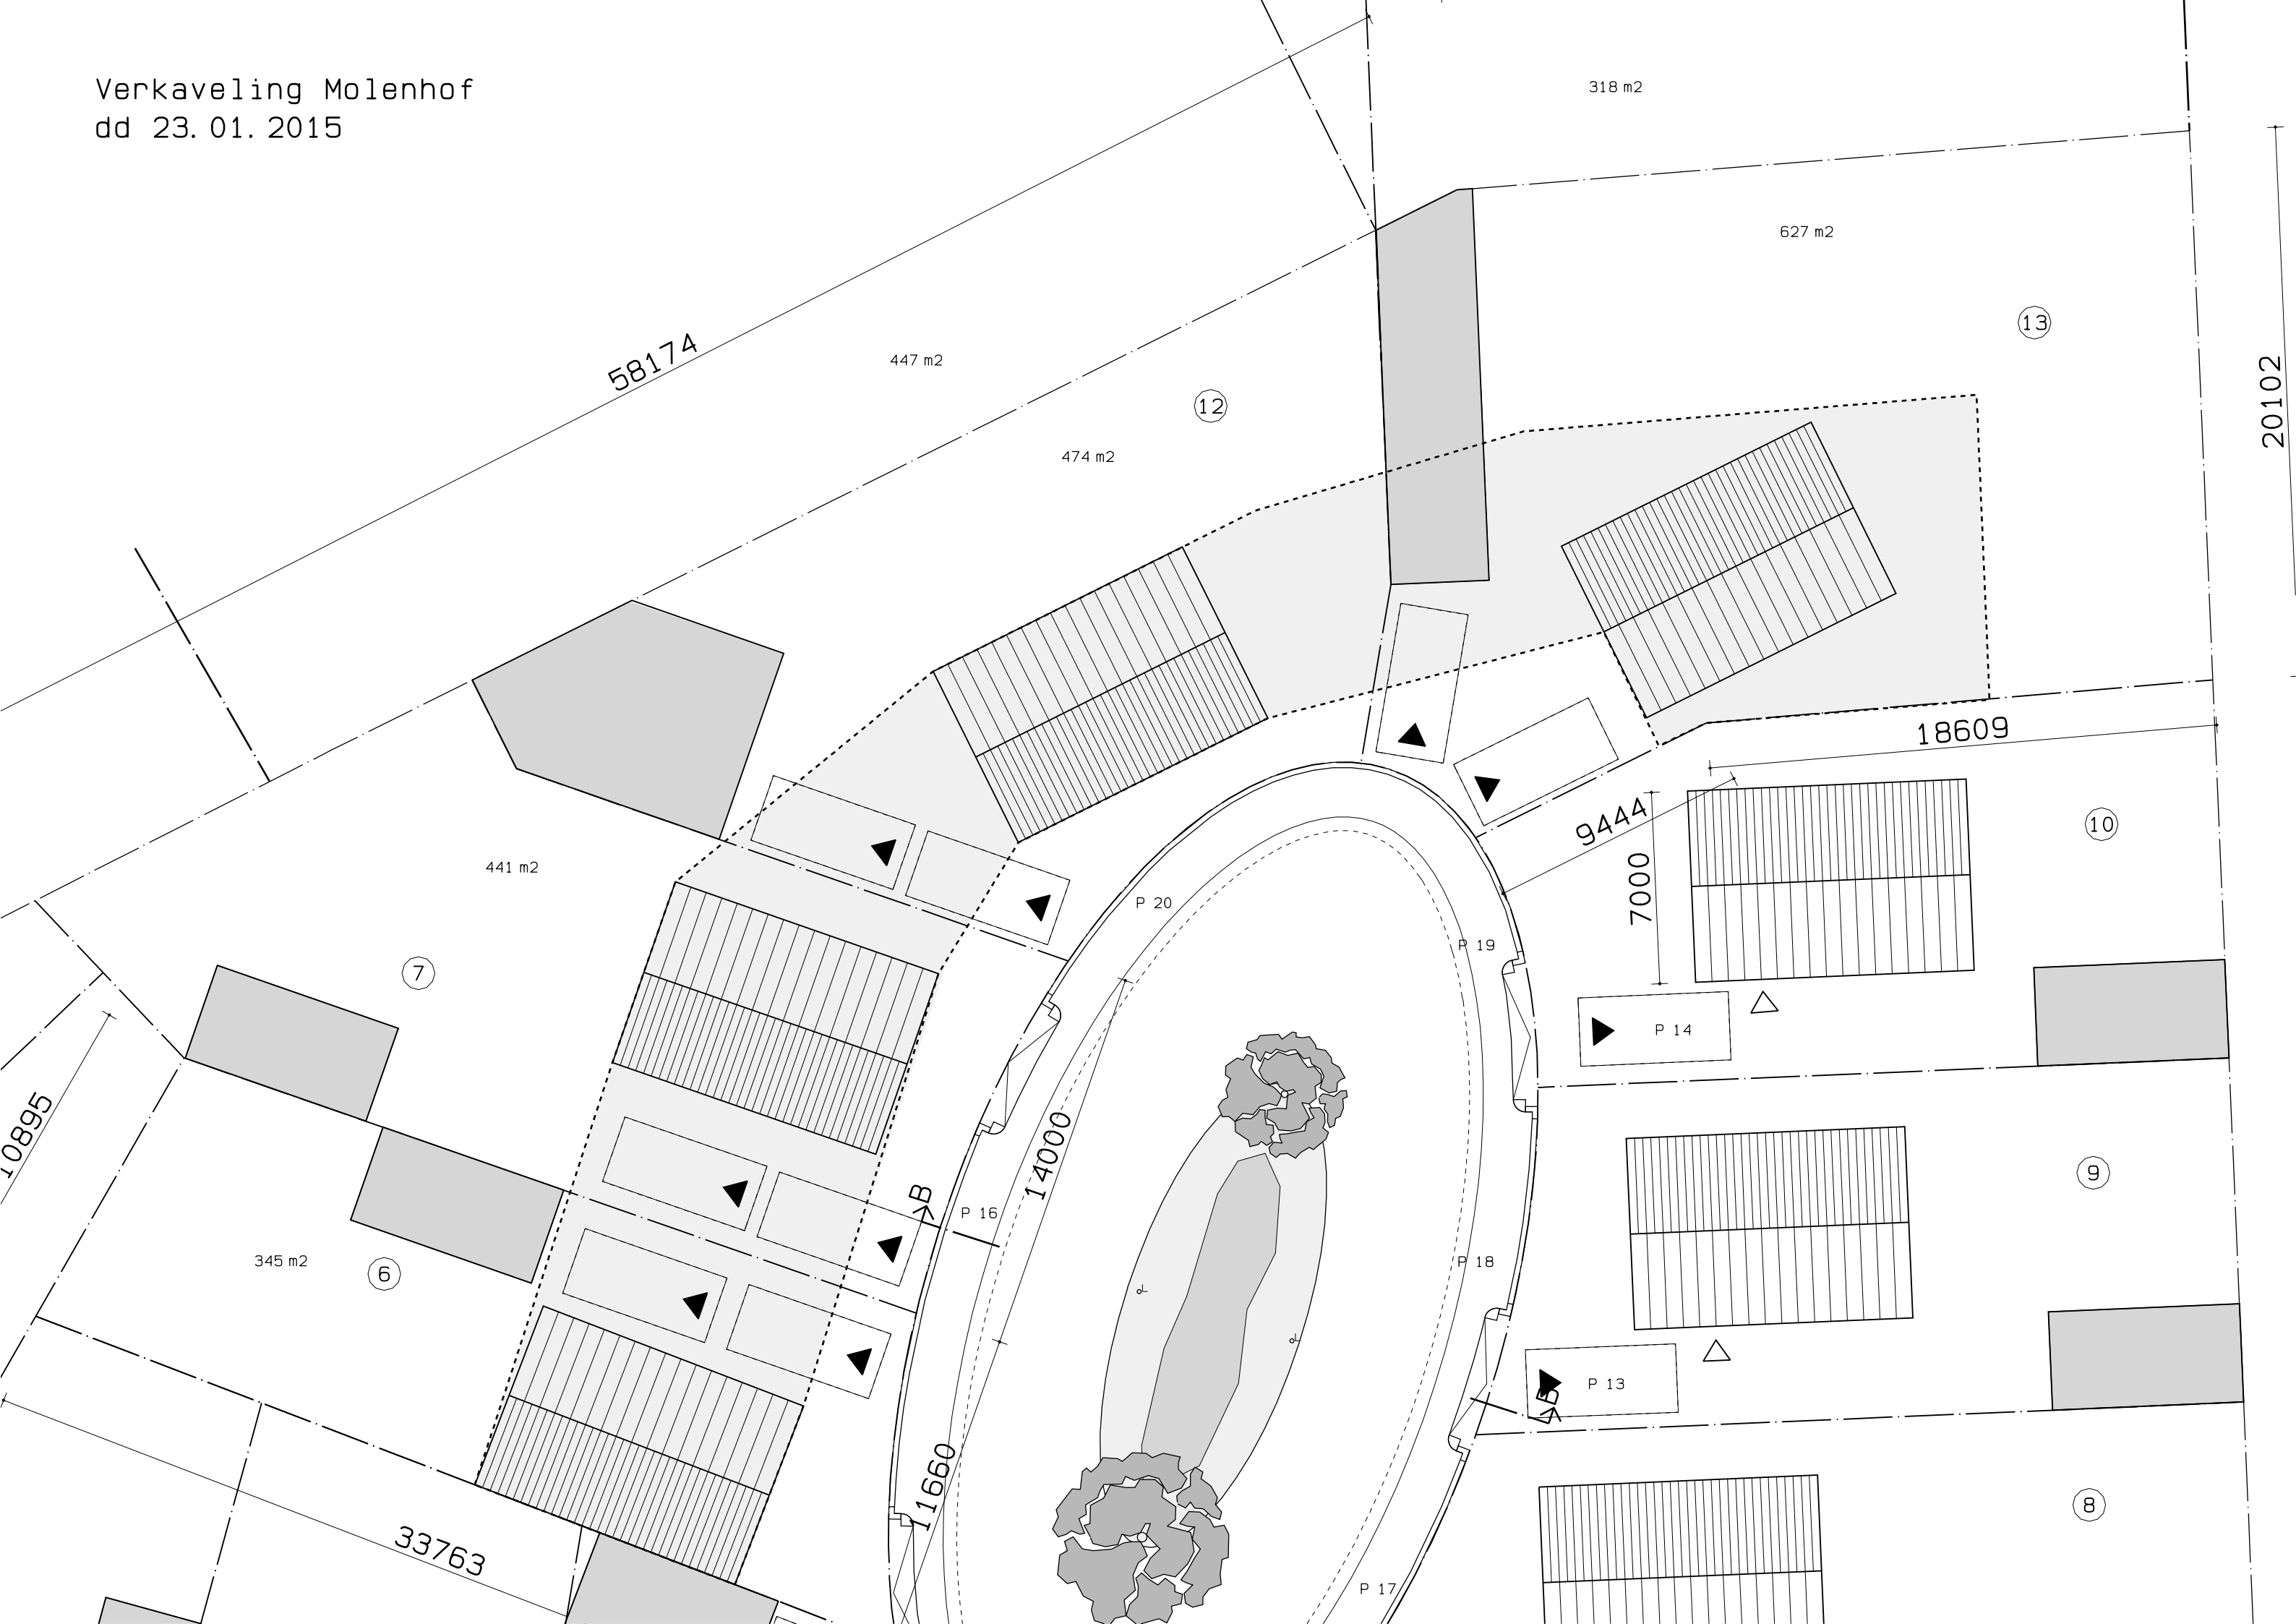 Verkaveling Molenhof
dd 23.01.2015
318 m2
627 m2
13
58174
447 m2
12
474 m2
20102
18609
9444
10
7000
441 m2
P 20
P 19
7
P 14
10895
14000
9
B
P 16
345 m2
6
P 18
P 13
B
11660
33763
8
P 17